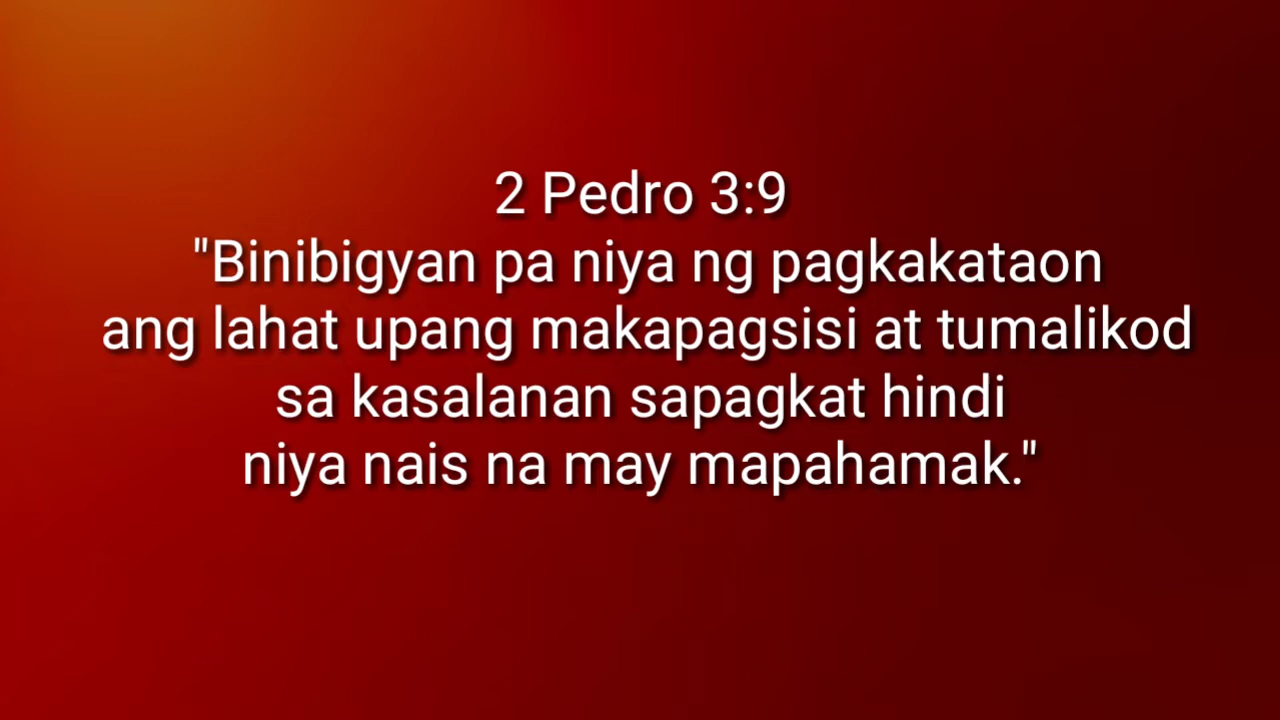 2 Pedro 3:9
"Binibigyan pa niya ng pagkakataon
ang lahat upang makapagsisi at tumalikod
sa kasalanan sapagkat hindi
niya nais na may mapahamak."